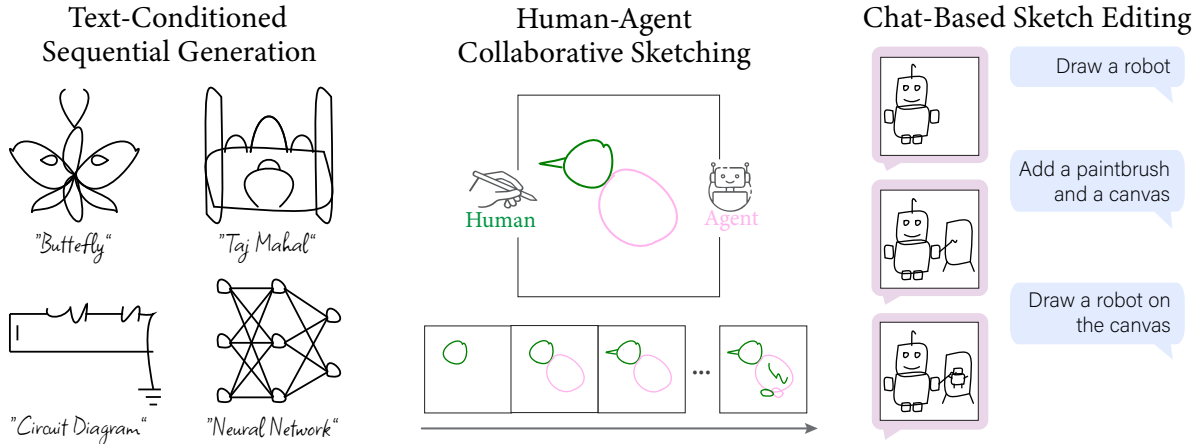 Text-Conditioned
Sequential Generation
"Buttefly"
"Taj Mahal"
"Circuit Diagram"
"Neural Network"
Human-Agent
Collaborative Sketching
Human
Agent
...
Chat-Based Sketch Editing
Draw a robot
Add a paintbrush
and a canvas
Draw a robot on
the canvas